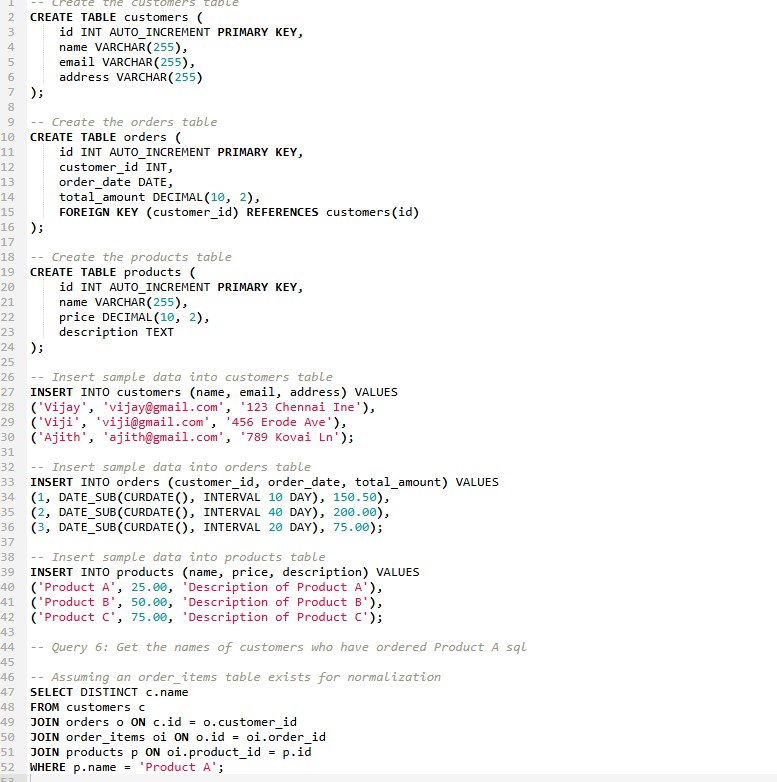 1 -- Create the customers table
2 CREATE TABLE customers (
3 id INT AUTO_INCREMENT PRIMARY KEY,
4 name VARCHAR(255),
5 email VARCHAR(255),
6 address VARCHAR(255)
7 );
8
9 -- Create the orders table
10 CREATE TABLE orders (
11 id INT AUTO_INCREMENT PRIMARY KEY,
12 customer_id INT,
13 order_date DATE,
14 total_amount DECIMAL(10, 2),
15 FOREIGN KEY (customer_id) REFERENCES customers(id)
16 );
17
18 -- Create the products table
19 CREATE TABLE products (
20 id INT AUTO_INCREMENT PRIMARY KEY,
21 name VARCHAR(255),
22 price DECIMAL(10, 2),
23 description TEXT
24 );
25
26 -- Insert sample data into customers table
27 INSERT INTO customers (name, email, address) VALUES
28 ('Vijay', 'vijay@gmail.com', '123 Chennai Ine'),
29 ('Viji', 'viji@gmail.com', '456 Erode Ave'),
30 ('Ajith', 'ajith@gmail.com', '789 Kovai Ln');
31
32 -- Insert sample data into orders table
33 INSERT INTO orders (customer_id, order_date, total_amount) VALUES
34 (1, DATE_SUB(CURDATE(), INTERVAL 10 DAY), 150.50),
35 (2, DATE_SUB(CURDATE(), INTERVAL 40 DAY), 200.00),
36 (3, DATE_SUB(CURDATE(), INTERVAL 20 DAY), 75.00);
37
38 -- Insert sample data into products table
39 INSERT INTO products (name, price, description) VALUES
40 ('Product A', 25.00, 'Description of Product A'),
41 ('Product B', 50.00, 'Description of Product B'),
42 ('Product C', 75.00, 'Description of Product C');
43
44 -- Query 6: Get the names of customers who have ordered Product A sql
45
46 -- Assuming an order_items table exists for normalization
47 SELECT DISTINCT c.name
48 FROM customers c
49 JOIN orders o ON c.id = o.customer_id
50 JOIN order_items oi ON o.id = oi.order_id
51 JOIN products p ON oi.product_id = p.id
52 WHERE p.name = 'Product A';
53